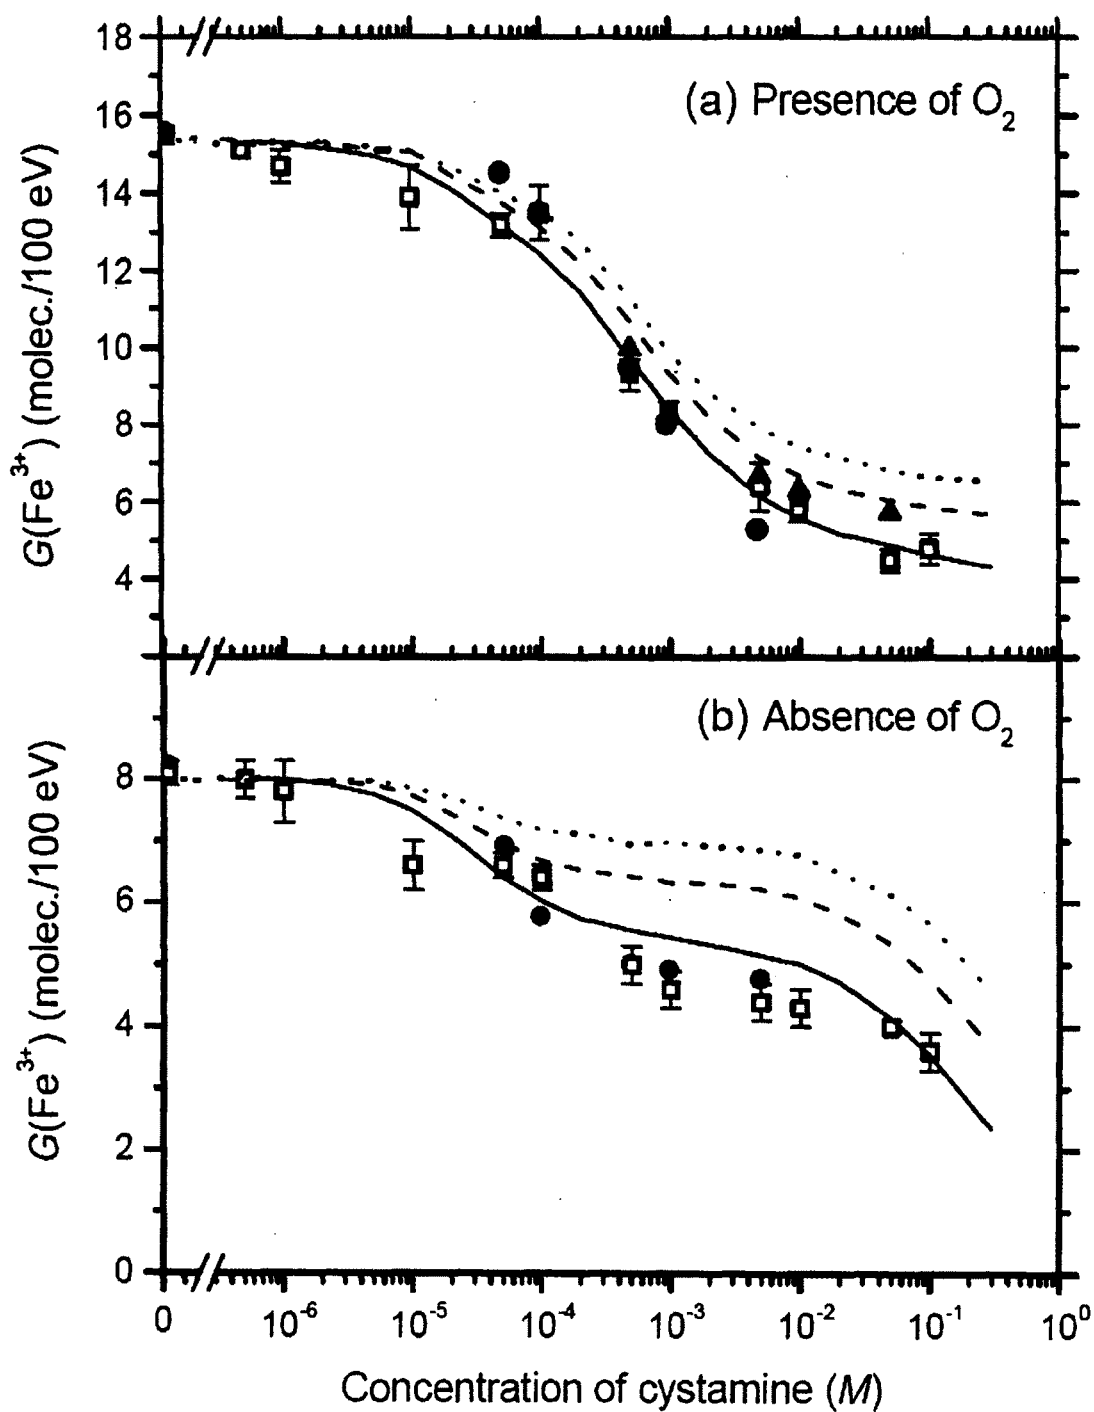 18
(a) Presence of O₂
16
14
12
10
8
6
4
G(Fe³⁺) (molec./100 eV)
(b) Absence of O₂
8
6
4
2
0
G(Fe³⁺) (molec./100 eV)
0 10⁻⁶ 10⁻⁵ 10⁻⁴ 10⁻³ 10⁻² 10⁻¹ 10⁰
Concentration of cystamine (M)